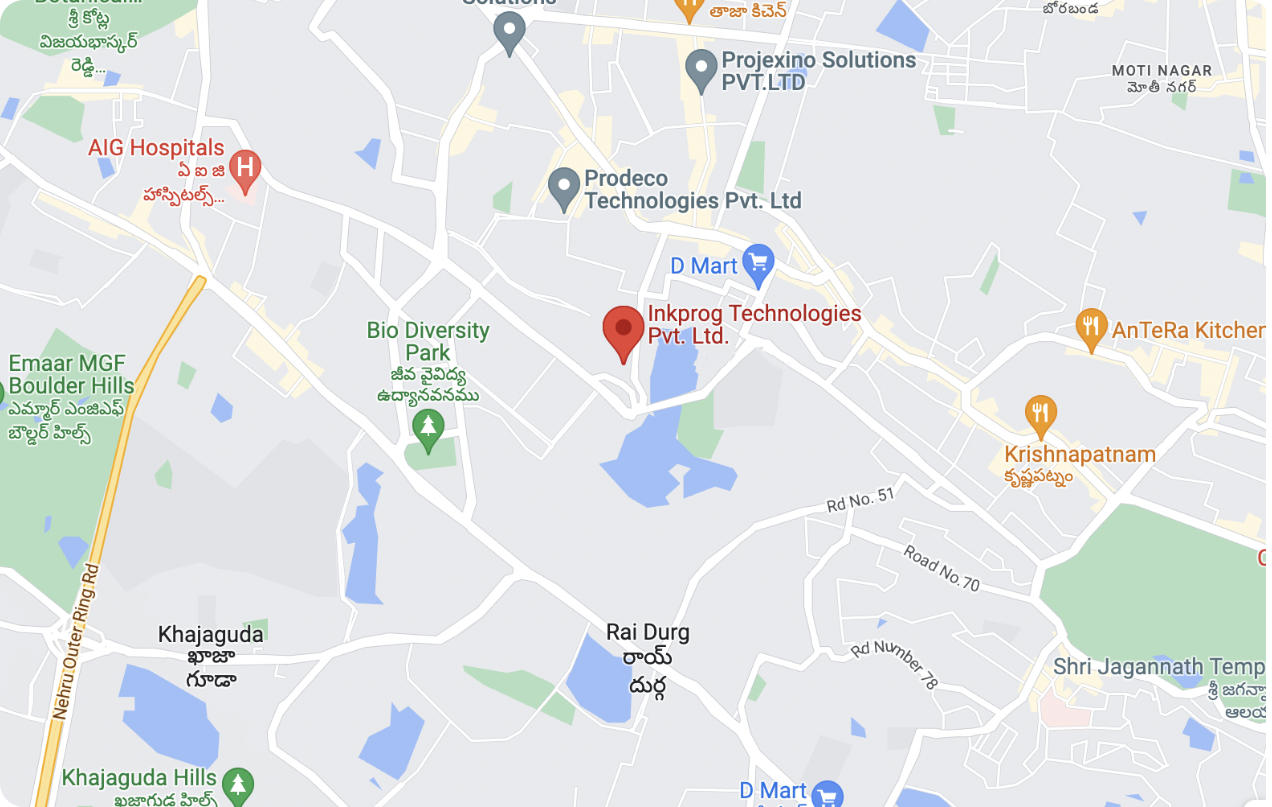 Botanical...
శ్రీ కోట్ల
విజయభాస్కర్
రెడ్డి...
Solutions
తాజా కిచెన్
బోరబండ
Projexino Solutions
PVT.LTD
MOTI NAGAR
మోతీ నగర్
AIG Hospitals
ఏ ఐ జి
హాస్పిటల్స్...
H
Prodeco
Technologies Pvt. Ltd
D Mart
Inkprog Technologies
Pvt. Ltd.
Bio Diversity
Park
జీవ వైవిద్య
ఉద్యానవనము
AnTeRa Kitchen
Emaar MGF
Boulder Hills
ఎమ్మార్ ఎంజిఎఫ్
బౌల్డర్ హిల్స్
Krishnapatnam
కృష్ణపట్నం
Rd No. 51
Road No. 70
Nehru Outer Ring Rd
Khajaguda
ఖాజా
గూడా
Rai Durg
రాయ్
దుర్గ
Rd Number 78
Shri Jagannath Temp
శ్రీ జగన్నా
ఆలయ
Khajaguda Hills
ఖజాగుడ హిల్స్
D Mart